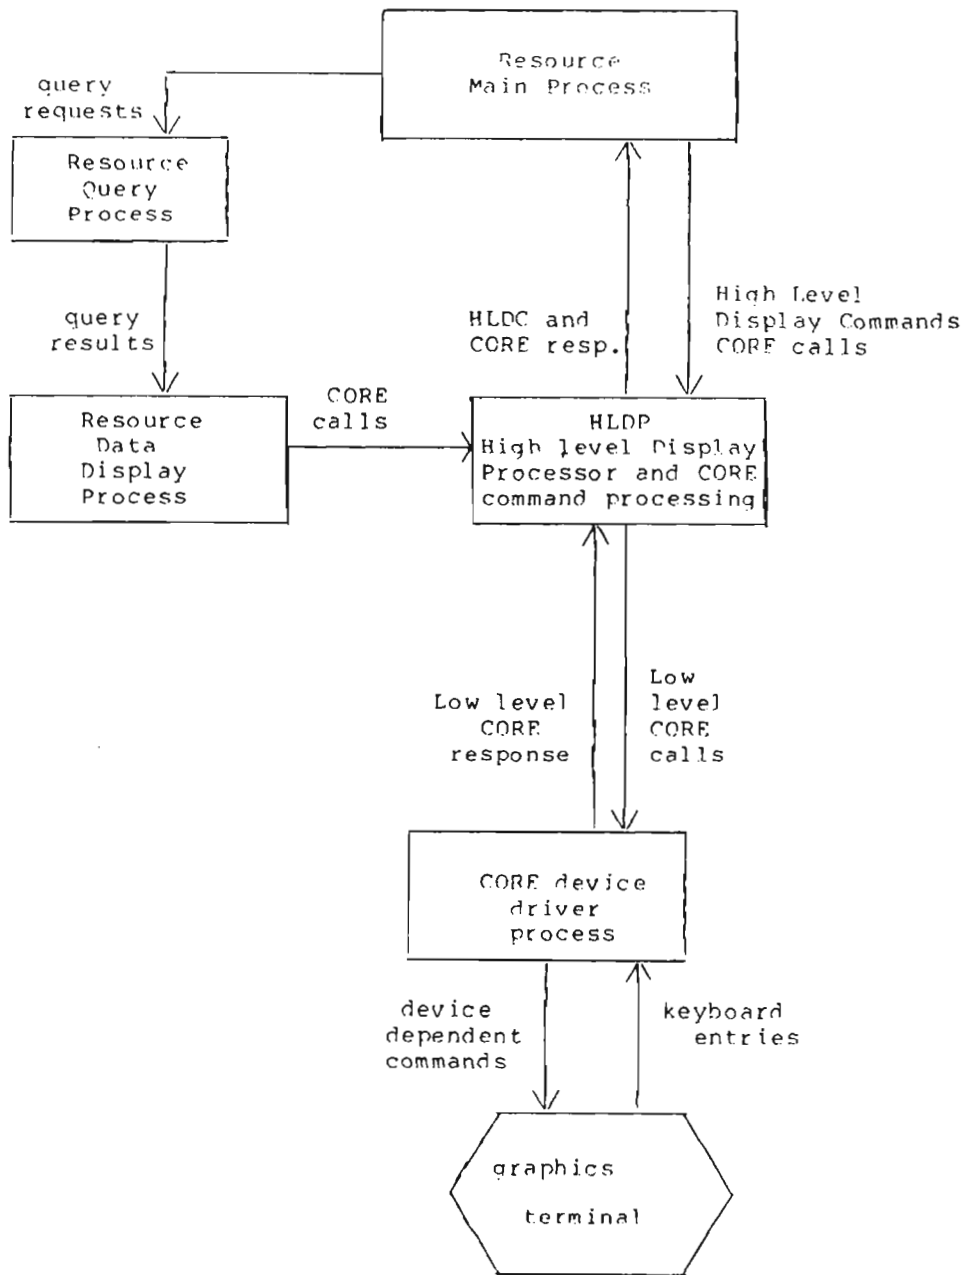 Resource
Main Process
query
requests
Resource
Query
Process
query
results
HLDC and
CORE resp.
High Level
Display Commands
CORE calls
Resource
Data
Display
Process
CORE
calls
HLDP
High level Display
Processor and CORE
command processing
Low level
CORE
response
Low
level
CORE
calls
CORE device
driver
process
device
dependent
commands
keyboard
entries
graphics
terminal